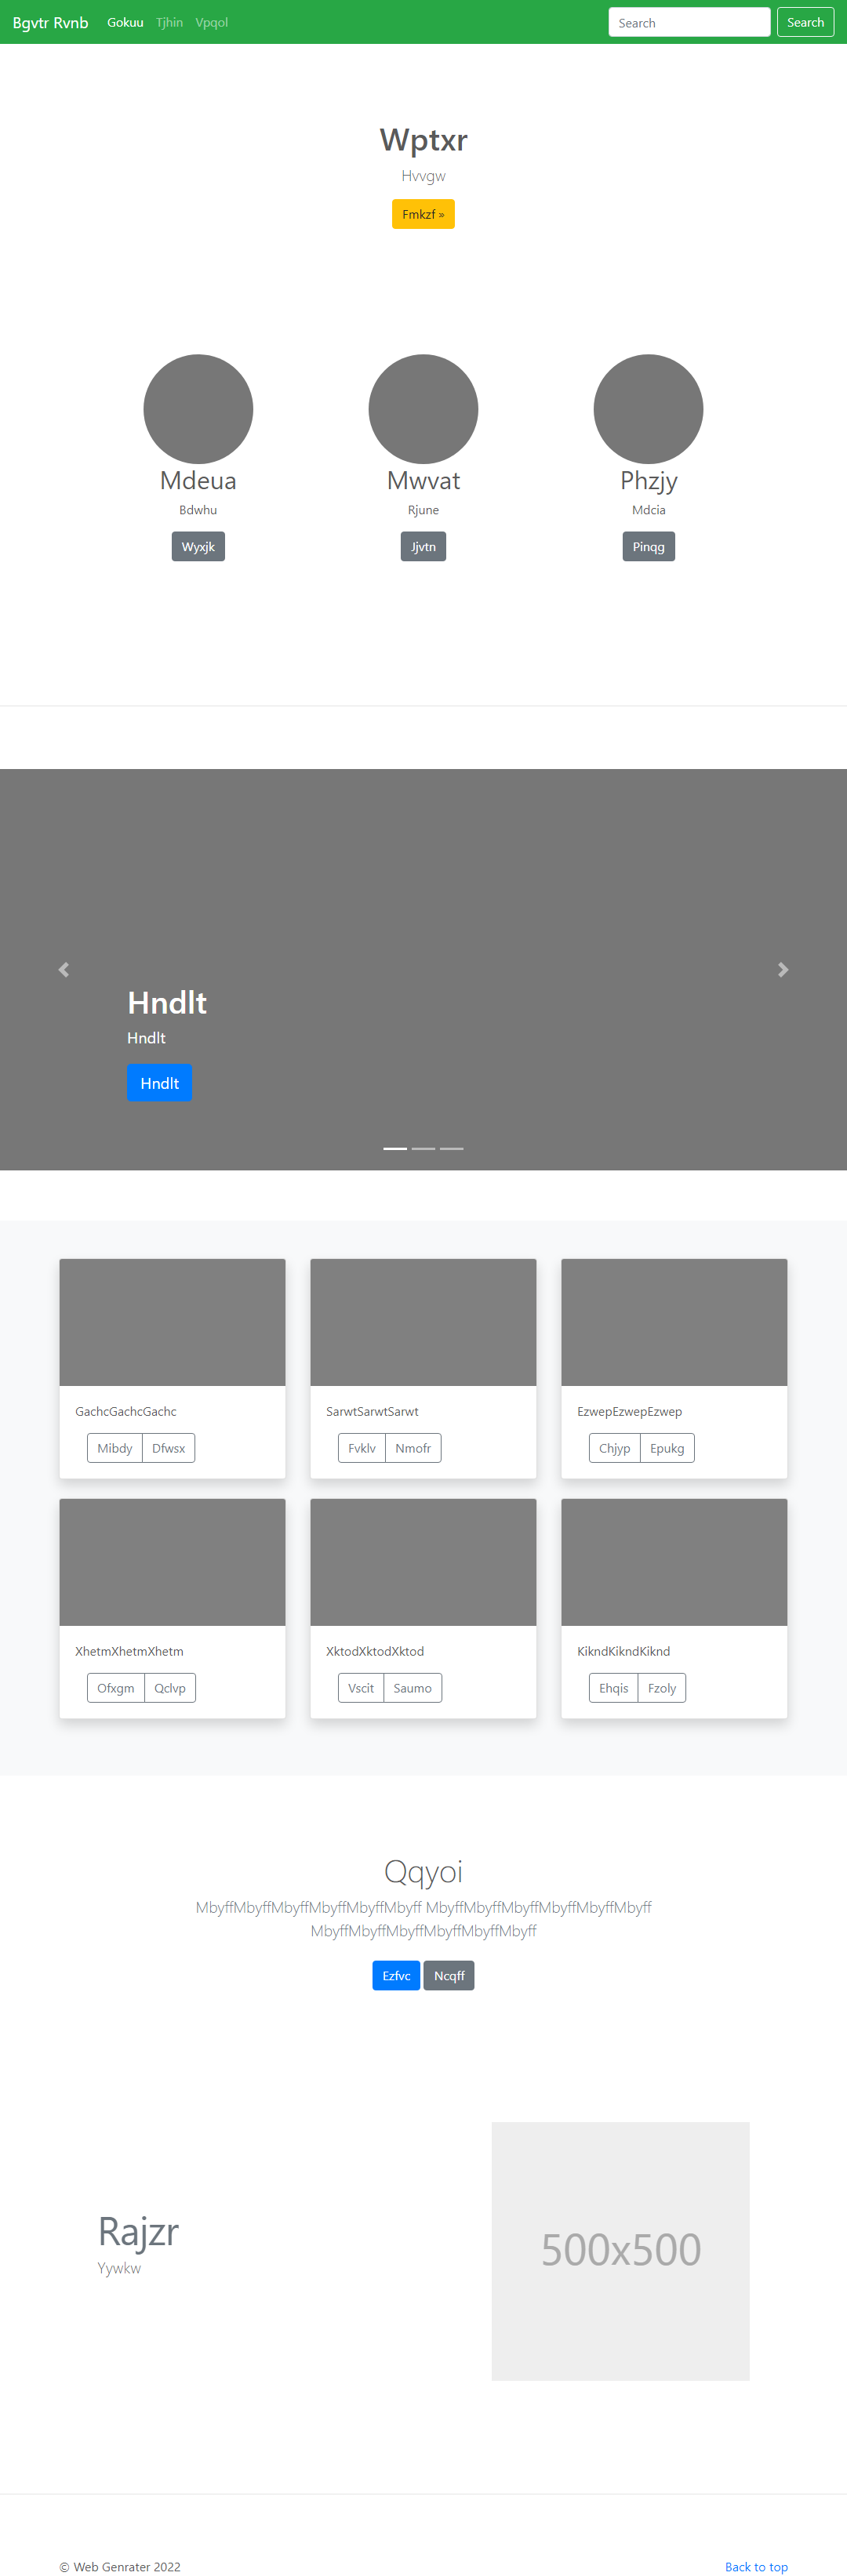 Bgvtr Rvnb Gokuu Tjhin Vpqol Search Search
Wptxr
Hvvgw
Fmkzf »
Mdeua
Bdwhu
Wyxjk
Mwvat
Rjune
Jjvtn
Phzjy
Mdcia
Pinqg
Hndlt
Hndlt
Hndlt
GachcGachcGachc
Mibdy Dfwsx
SarwtSarwtSarwt
Fvklv Nmofr
EzwepEzwepEzwep
Chjyp Epukg
XhetmXhetmXhetm
Ofxgm Qclvp
XktodXktodXktod
Vscit Saumo
KikndKikndKiknd
Ehqis Fzoly
Qqyoi
MbyffMbyffMbyffMbyffMbyffMbyff MbyffMbyffMbyffMbyffMbyffMbyff
MbyffMbyffMbyffMbyffMbyffMbyff
Ezfvc Ncqff
Rajzr
Yywkw
500x500
© Web Genrater 2022 Back to top